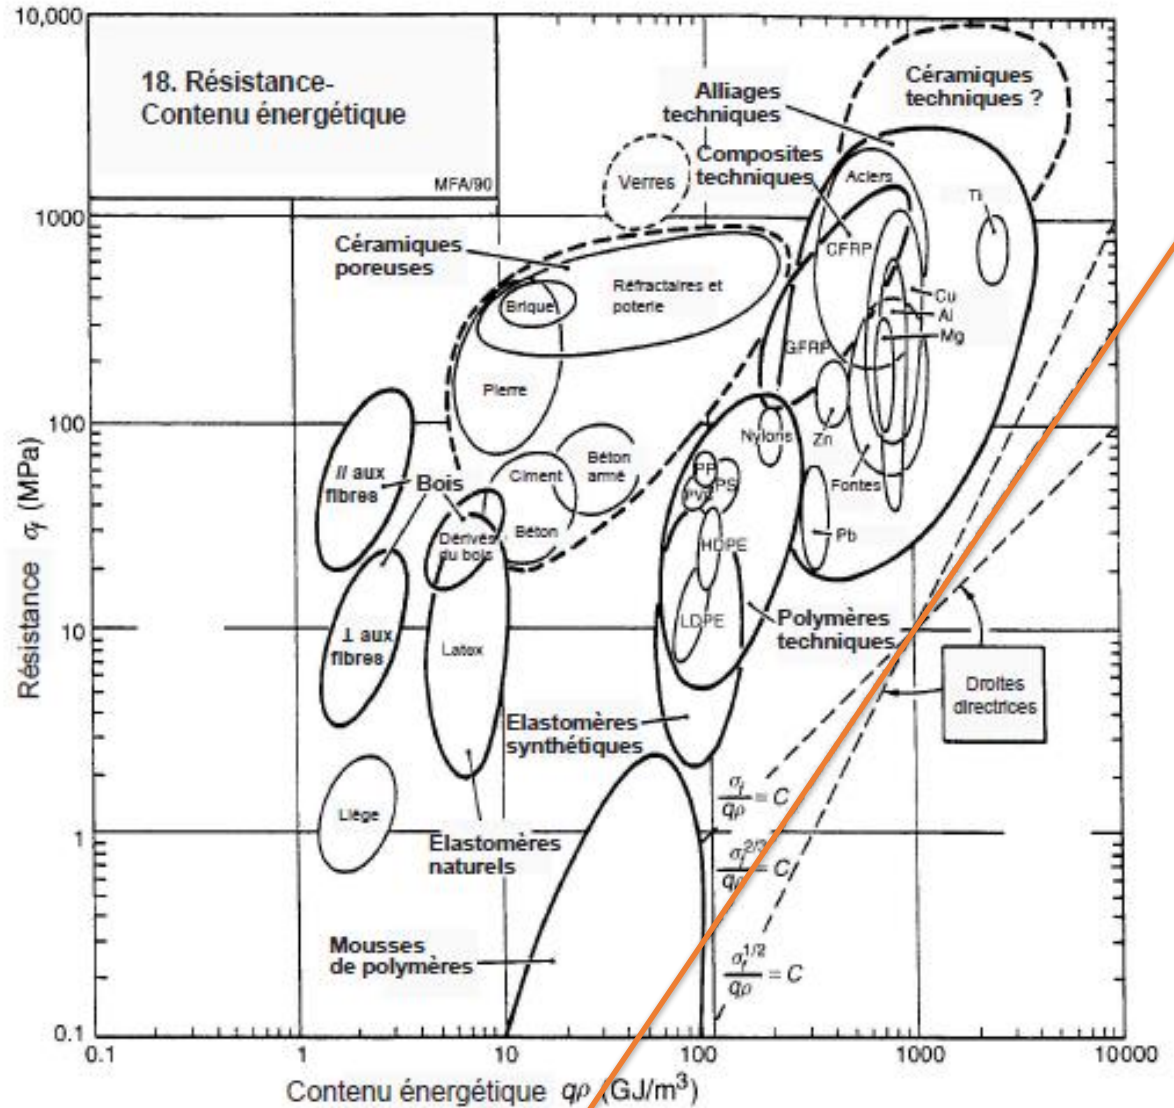 10,000
18. Résistance-
Contenu énergétique
MFA/90
Céramiques
techniques ?
Alliages
techniques
Composites
techniques
Verres
Aciers
Ti
1000
Céramiques
poreuses
CFRP
Réfractaires et
poterie
Brique
Cu
Al
Mg
GFRP
Pierre
100
Nylons
Zn
Béton
armé
// aux
fibres
Bois
Ciment
PP
PS
PVC
Fontes
Béton
Dérivés
du bois
HDPE
Pb
Résistance σf (MPa)
LDPE
Polymères
techniques
10
⊥ aux
fibres
Latex
Droites
directrices
Elastomères
synthétiques
σf/qρ = C
Liège
1
Elastomères
naturels
σf^2/3/qρ = C
Mousses
de polymères
σf^1/2/qρ = C
0.1
0.1
1
10
100
1000
10000
Contenu énergétique qρ (GJ/m³)